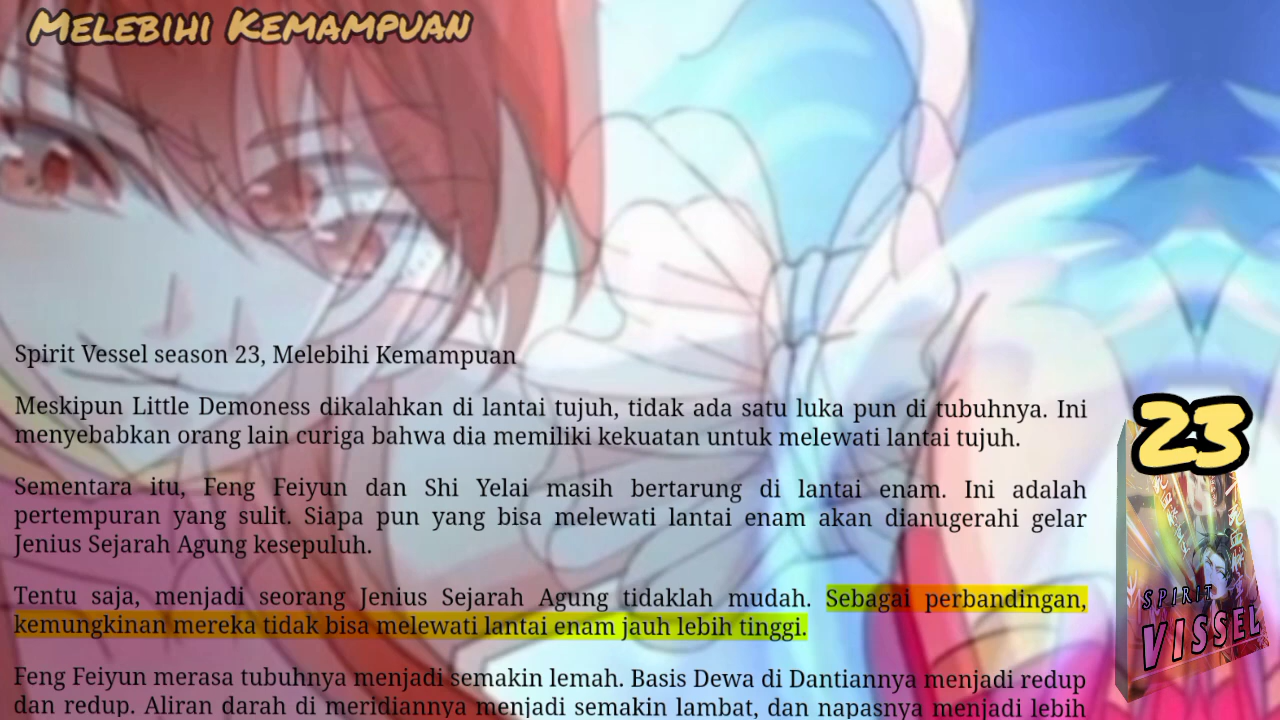 Melebihi Kemampuan
Spirit Vessel season 23, Melebihi Kemampuan
Meskipun Little Demoness dikalahkan di lantai tujuh, tidak ada satu luka pun di tubuhnya. Ini
menyebabkan orang lain curiga bahwa dia memiliki kekuatan untuk melewati lantai tujuh.
Sementara itu, Feng Feiyun dan Shi Yelai masih bertarung di lantai enam. Ini adalah
pertempuran yang sulit. Siapa pun yang bisa melewati lantai enam akan dianugerahi gelar
Jenius Sejarah Agung kesepuluh.
Tentu saja, menjadi seorang Jenius Sejarah Agung tidaklah mudah. Sebagai perbandingan,
kemungkinan mereka tidak bisa melewati lantai enam jauh lebih tinggi.
Feng Feiyun merasa tubuhnya menjadi semakin lemah. Basis Dewa di Dantiannya menjadi redup
dan redup. Aliran darah di meridiannya menjadi semakin lambat, dan napasnya menjadi lebih
23
SPIRIT
VISSEL